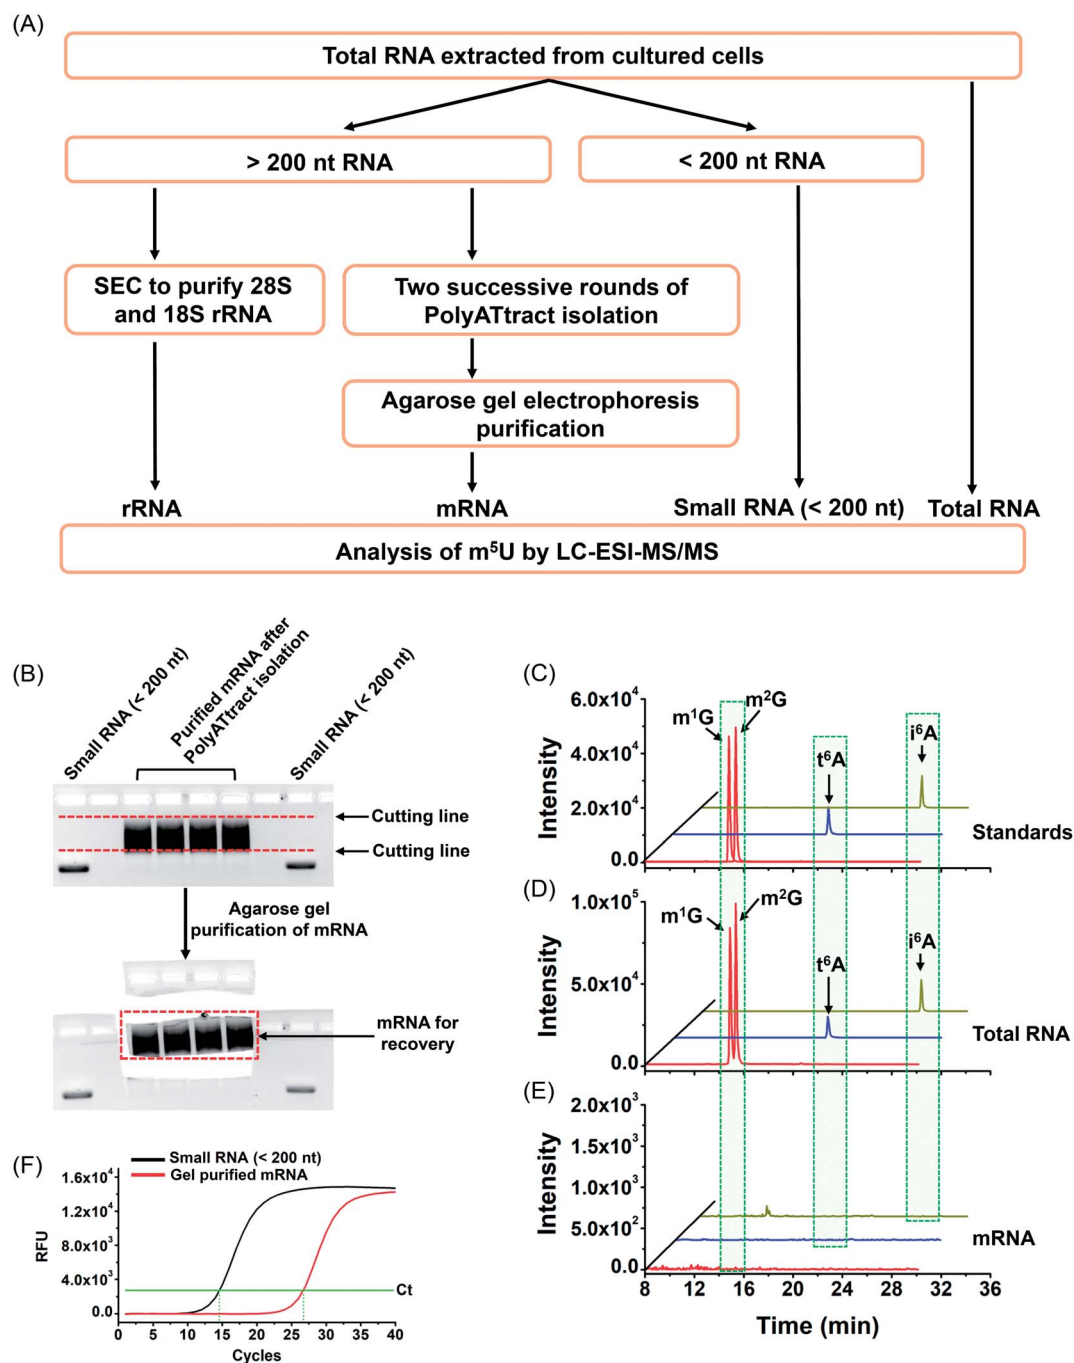 (A)
Total RNA extracted from cultured cells
> 200 nt RNA
< 200 nt RNA
SEC to purify 28S
and 18S rRNA
Two successive rounds of
PolyATtract isolation
Agarose gel electrophoresis
purification
rRNA
mRNA
Small RNA (< 200 nt)
Total RNA
Analysis of m⁵U by LC-ESI-MS/MS
(B)
Small RNA (< 200 nt)
Purified mRNA after
PolyATtract isolation
Small RNA (< 200 nt)
Cutting line
Cutting line
Agarose gel
purification of mRNA
mRNA for
recovery
(C)
6.0x10⁴
4.0x10⁴
2.0x10⁴
0.0
Intensity
m¹G
m²G
t⁶A
i⁶A
Standards
(D)
1.0x10⁵
5.0x10⁴
0.0
Intensity
m¹G
m²G
t⁶A
i⁶A
Total RNA
(E)
2.0x10³
1.5x10³
1.0x10³
5.0x10²
0.0
Intensity
mRNA
8 12 16 20 24 28 32 36
Time (min)
(F)
Small RNA (< 200 nt)
Gel purified mRNA
1.6x10⁴
1.2x10⁴
8.0x10³
4.0x10³
0.0
RFU
Ct
0 5 10 15 20 25 30 35 40
Cycles